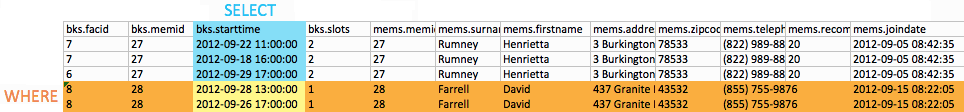 SELECT
bks.facid bks.memid bks.starttime bks.slots mems.memid mems.surnar mems.firstname mems.addre mems.zipcod mems.teleph mems.recom mems.joindate
7 27 2012-09-22 11:00:00 2 27 Rumney Henrietta 3 Burkington 78533 (822) 989-88 20 2012-09-05 08:42:35
7 27 2012-09-18 16:00:00 2 27 Rumney Henrietta 3 Burkington 78533 (822) 989-88 20 2012-09-05 08:42:35
6 27 2012-09-29 17:00:00 2 27 Rumney Henrietta 3 Burkington 78533 (822) 989-88 20 2012-09-05 08:42:35
WHERE 8 28 2012-09-28 13:00:00 1 28 Farrell David 437 Granite 43532 (855) 755-9876 2012-09-15 08:22:05
8 28 2012-09-26 17:00:00 1 28 Farrell David 437 Granite 43532 (855) 755-9876 2012-09-15 08:22:05